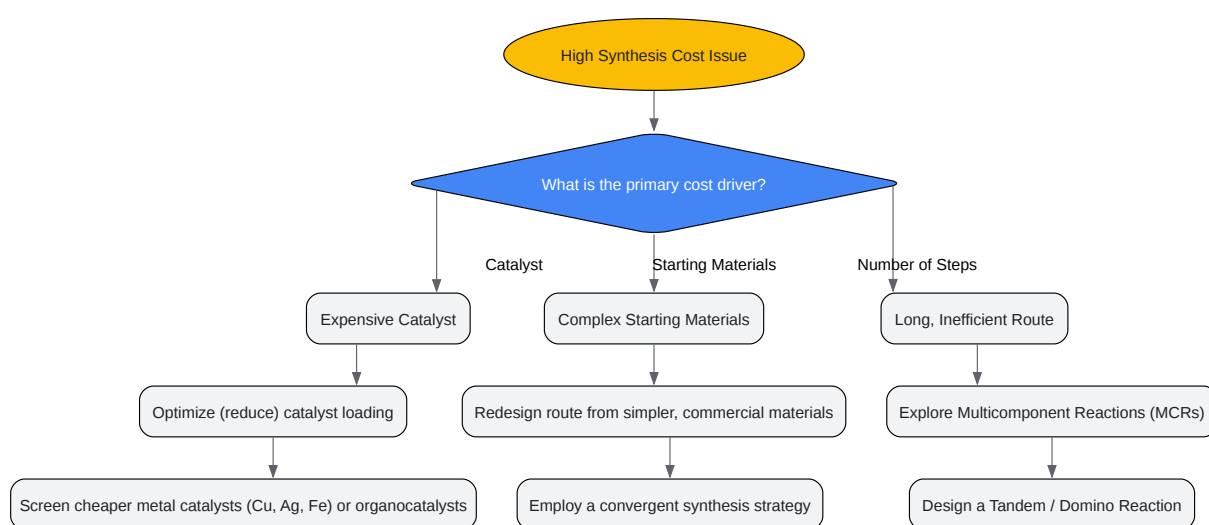 High Synthesis Cost Issue
What is the primary cost driver?
Catalyst
Starting Materials
Number of Steps
Expensive Catalyst
Complex Starting Materials
Long, Inefficient Route
Optimize (reduce) catalyst loading
Redesign route from simpler, commercial materials
Explore Multicomponent Reactions (MCRs)
Screen cheaper metal catalysts (Cu, Ag, Fe) or organocatalysts
Employ a convergent synthesis strategy
Design a Tandem / Domino Reaction